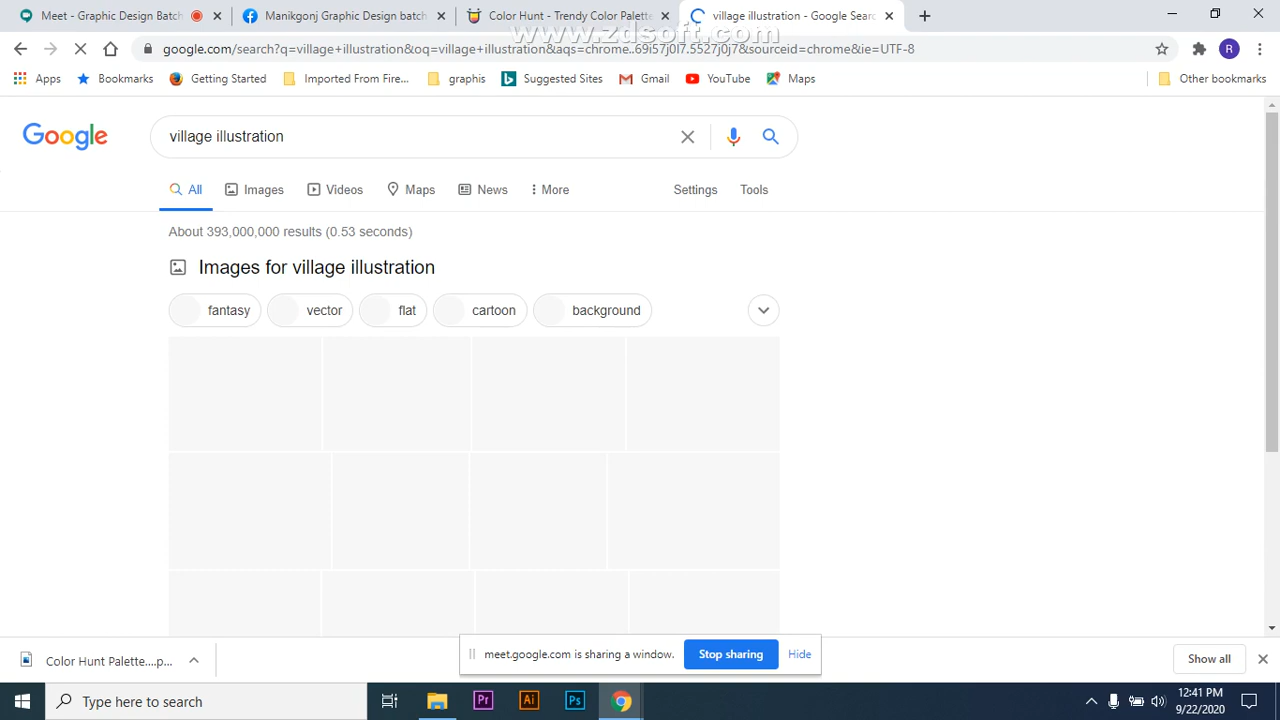 Meet - Graphic Design Batch
Manikgonj Graphic Design batch
Color Hunt - Trendy Color Palette
village illustration - Google Sear
www.zdsoft.com
google.com/search?q=village+illustration&oq=village+illustration&aqs=chrome..69i57j0l7.5527j0j7&sourceid=chrome&ie=UTF-8
R
Apps
Bookmarks
Getting Started
Imported From Fire...
graphis
Suggested Sites
Gmail
YouTube
Maps
Other bookmarks
Google
village illustration
All
Images
Videos
Maps
News
More
Settings
Tools
About 393,000,000 results (0.53 seconds)
Images for village illustration
fantasy
vector
flat
cartoon
background
meet.google.com is sharing a window.
Stop sharing
Hide
Color Hunt Palette....p...
Show all
Type here to search
Pr
Ai
Ps
12:41 PM
9/22/2020